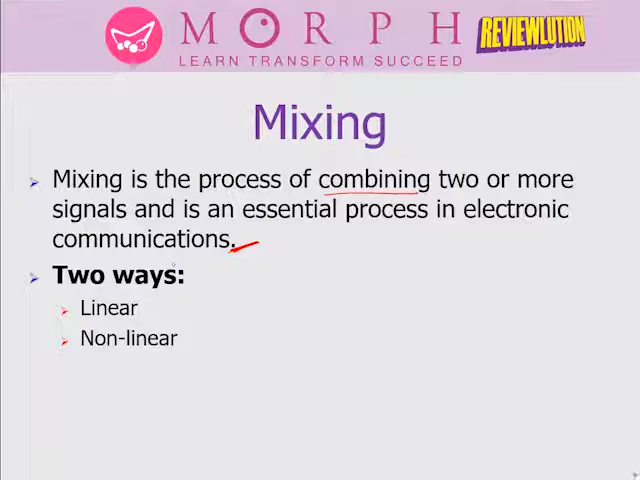 MORPH
LEARN TRANSFORM SUCCEED
REVIEWLUTION
Mixing
Mixing is the process of combining two or more
signals and is an essential process in electronic
communications.
Two ways:
Linear
Non-linear